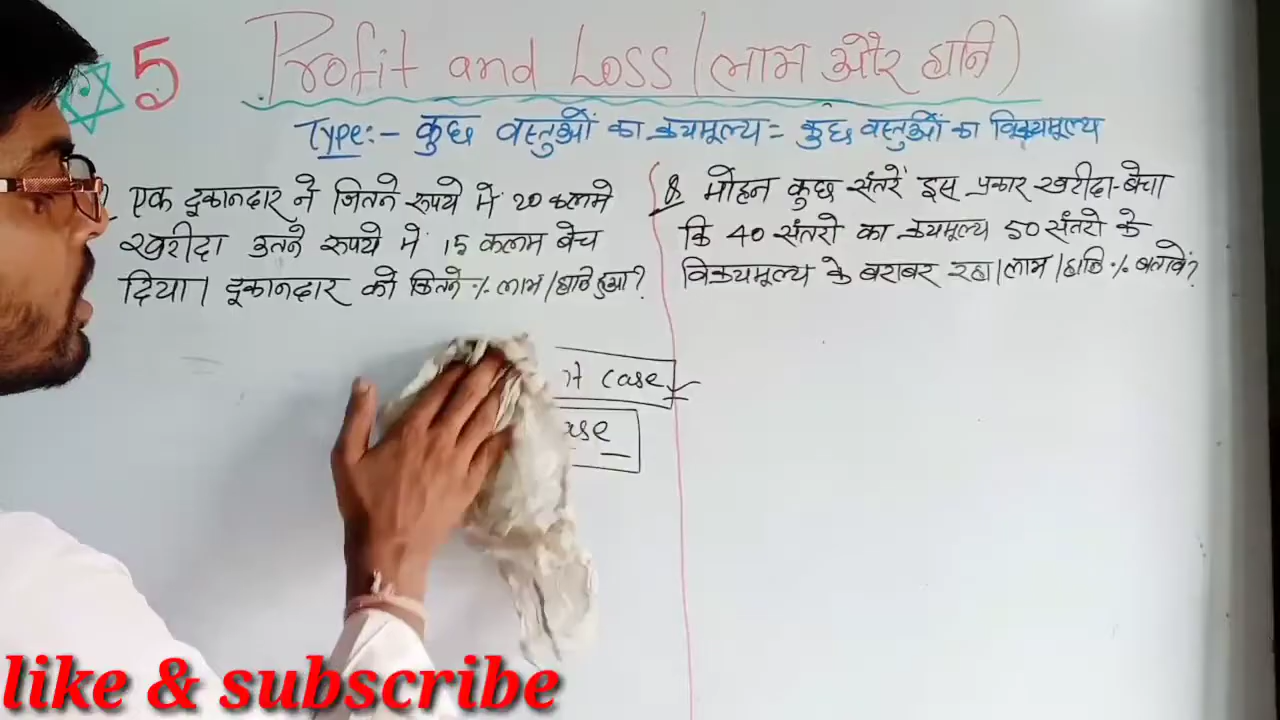 5 Profit and Loss (लाभ और हानि)
Type:- कुछ वस्तुओं का क्रयमूल्य = कुछ वस्तुओं का विक्रयमूल्य
एक दूकानदार ने जितने रूपये में 20 कलमे
खरीदा उतने रूपये में 15 कलम बेच
दिया। दूकानदार को कितने % लाभ/हानि हुआ?
Q मोहन कुछ संतरें इस प्रकार खरीदा-बेचा
कि 40 संतरो का क्रयमूल्य 50 संतरो के
विक्रयमूल्य के बराबर रहा। लाभ/हानि % बतावें?
case
like & subscribe